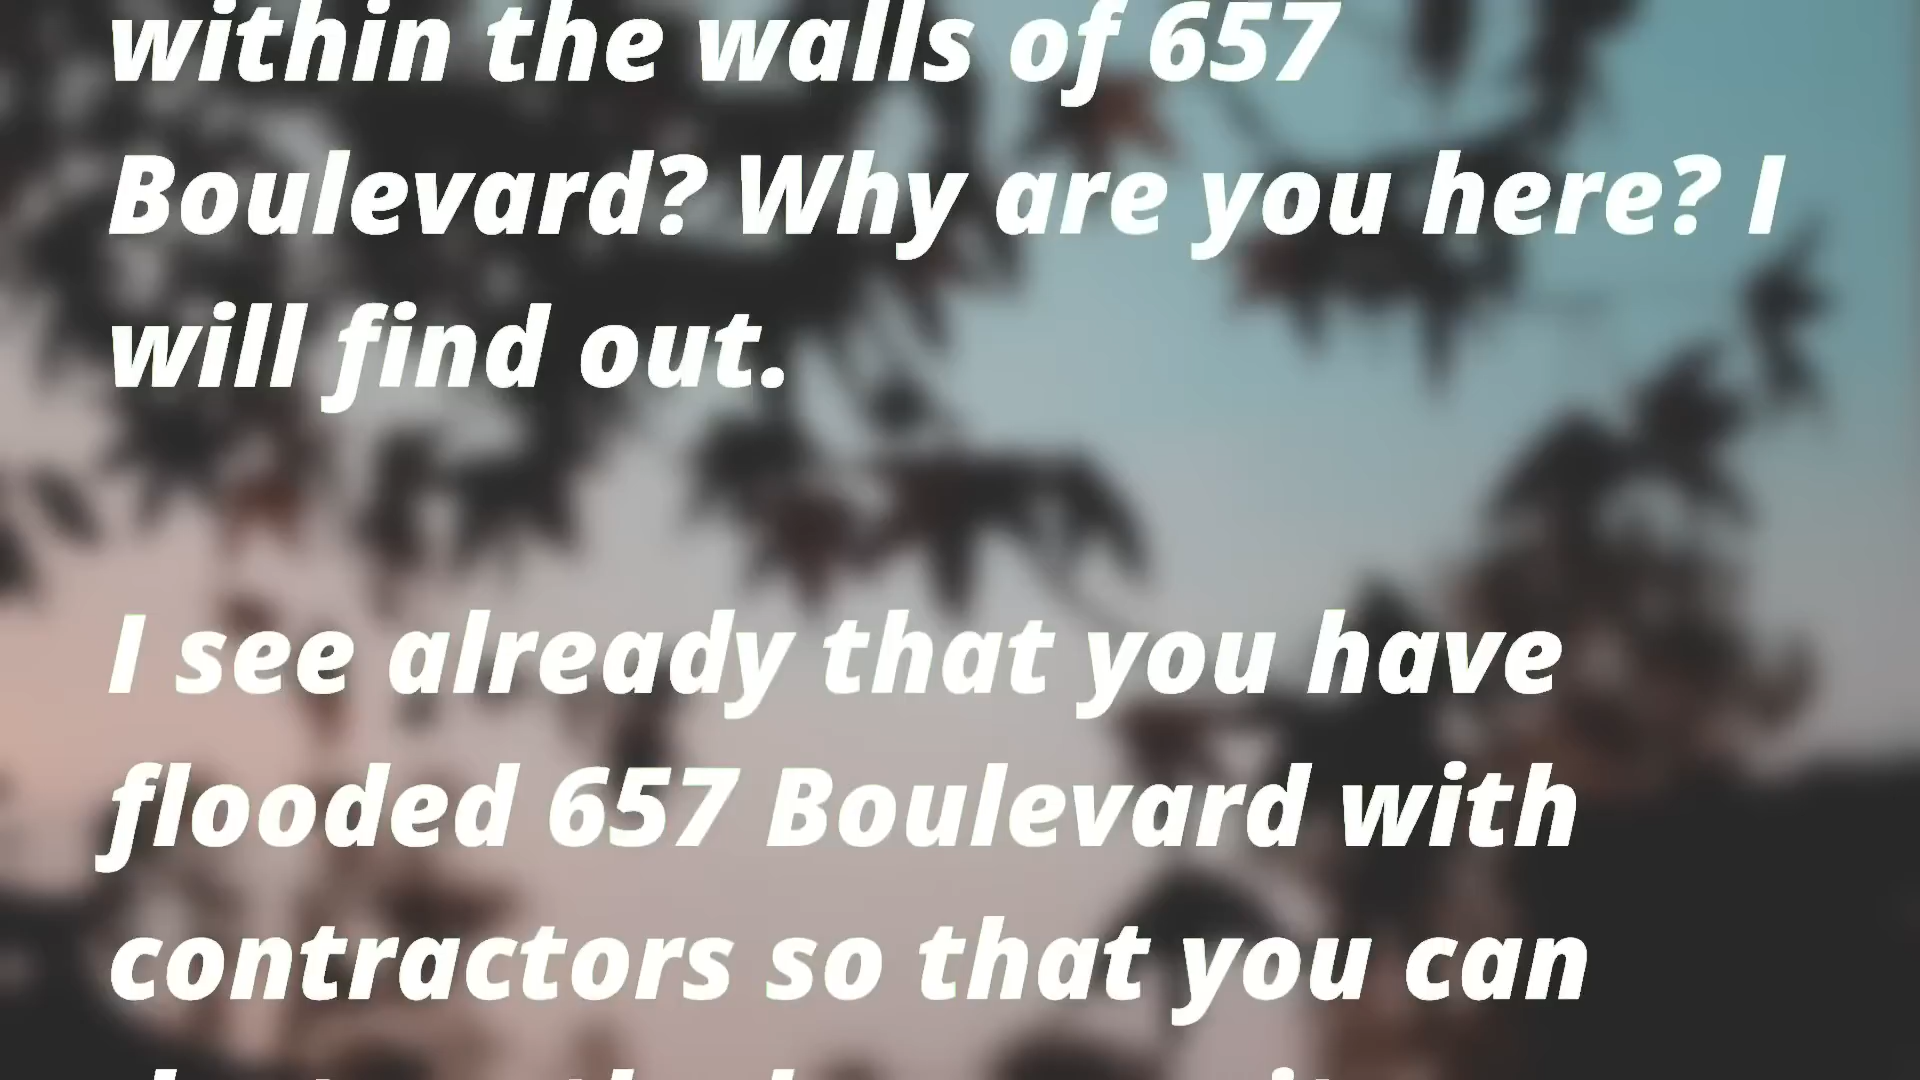 within the walls of 657
Boulevard? Why are you here? I
will find out.
I see already that you have
flooded 657 Boulevard with
contractors so that you can